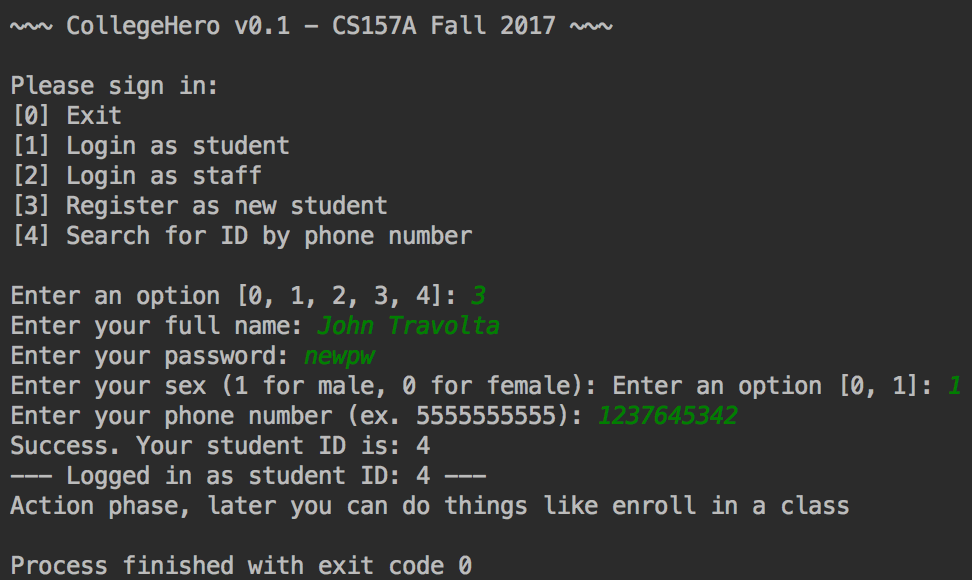 ~~~ CollegeHero v0.1 - CS157A Fall 2017 ~~~
Please sign in:
[0] Exit
[1] Login as student
[2] Login as staff
[3] Register as new student
[4] Search for ID by phone number
Enter an option [0, 1, 2, 3, 4]: 3
Enter your full name: John Travolta
Enter your password: newpw
Enter your sex (1 for male, 0 for female): Enter an option [0, 1]: 1
Enter your phone number (ex. 5555555555): 1237645342
Success. Your student ID is: 4
--- Logged in as student ID: 4 ---
Action phase, later you can do things like enroll in a class
Process finished with exit code 0